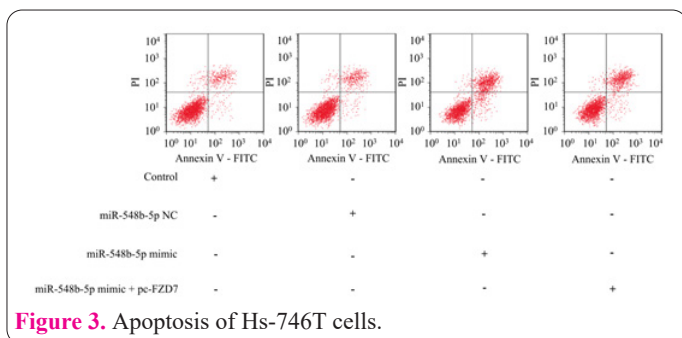 10⁴ 10⁴ 10⁴ 10⁴
10³ 10³ 10³ 10³
PI 10² PI 10² PI 10² PI 10²
10¹ 10¹ 10¹ 10¹
10⁰ 10⁰ 10⁰ 10⁰
10⁰ 10¹ 10² 10³ 10⁴ 10⁰ 10¹ 10² 10³ 10⁴ 10⁰ 10¹ 10² 10³ 10⁴ 10⁰ 10¹ 10² 10³ 10⁴
Annexin V - FITC Annexin V - FITC Annexin V - FITC Annexin V - FITC
Control + - - -
miR-548b-5p NC - + - -
miR-548b-5p mimic - - + -
miR-548b-5p mimic + pc-FZD7 - - - +
Figure 3. Apoptosis of Hs-746T cells.